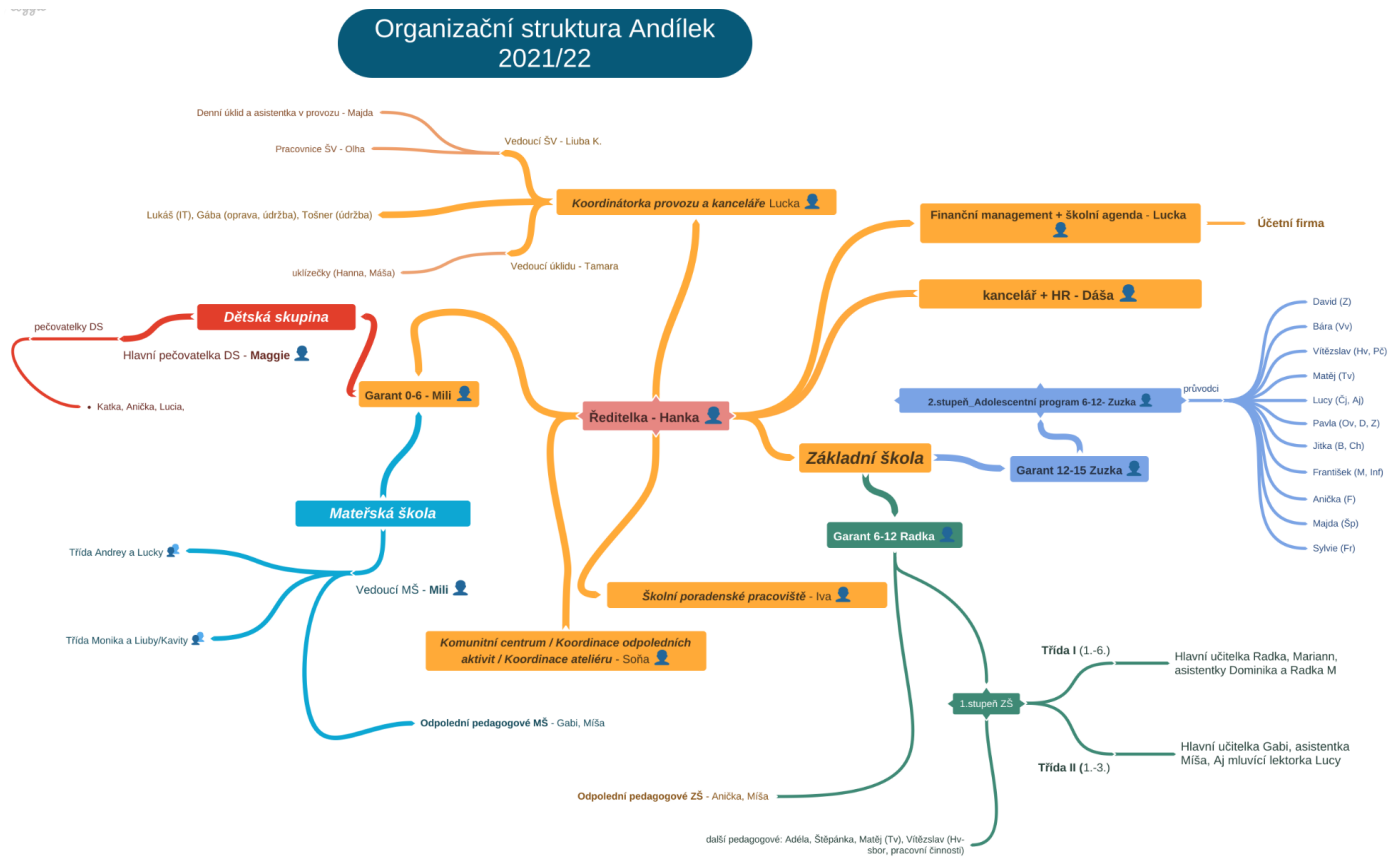 Organizační struktura Andílek
2021/22
Denní úklid a asistentka v provozu - Majda
Pracovnice ŠV - Olha
Vedoucí ŠV - Liuba K.
Lukáš (IT), Gába (oprava, údržba), Tošner (údržba)
Koordinátorka provozu a kanceláře Lucka
uklízečky (Hanna, Máša)
Vedoucí úklidu - Tamara
Finanční management + školní agenda - Lucka
Účetní firma
kancelář + HR - Dáša
Dětská skupina
pečovatelky DS
Hlavní pečovatelka DS - Maggie
• Katka, Anička, Lucia,
Garant 0-6 - Mili
Ředitelka - Hanka
2.stupeň_Adolescentní program 6-12- Zuzka
průvodci
David (Z)
Bára (Vv)
Vítězslav (Hv, Pč)
Matěj (Tv)
Lucy (Čj, Aj)
Pavla (Ov, D, Z)
Jitka (B, Ch)
František (M, Inf)
Anička (F)
Majda (Šp)
Sylvie (Fr)
Základní škola
Garant 12-15 Zuzka
Mateřská škola
Garant 6-12 Radka
Třída Andrey a Lucky
Vedoucí MŠ - Mili
Třída Monika a Liuby/Kavity
Školní poradenské pracoviště - Iva
Komunitní centrum / Koordinace odpoledních
aktivit / Koordinace ateliéru - Soňa
Odpolední pedagogové MŠ - Gabi, Míša
1.stupeň ZŠ
Třída I (1.-6.)
Hlavní učitelka Radka, Mariann,
asistentky Dominika a Radka M
Třída II (1.-3.)
Hlavní učitelka Gabi, asistentka
Míša, Aj mluvící lektorka Lucy
Odpolední pedagogové ZŠ - Anička, Míša
další pedagogové: Adéla, Štěpánka, Matěj (Tv), Vítězslav (Hv-
sbor, pracovní činnosti)